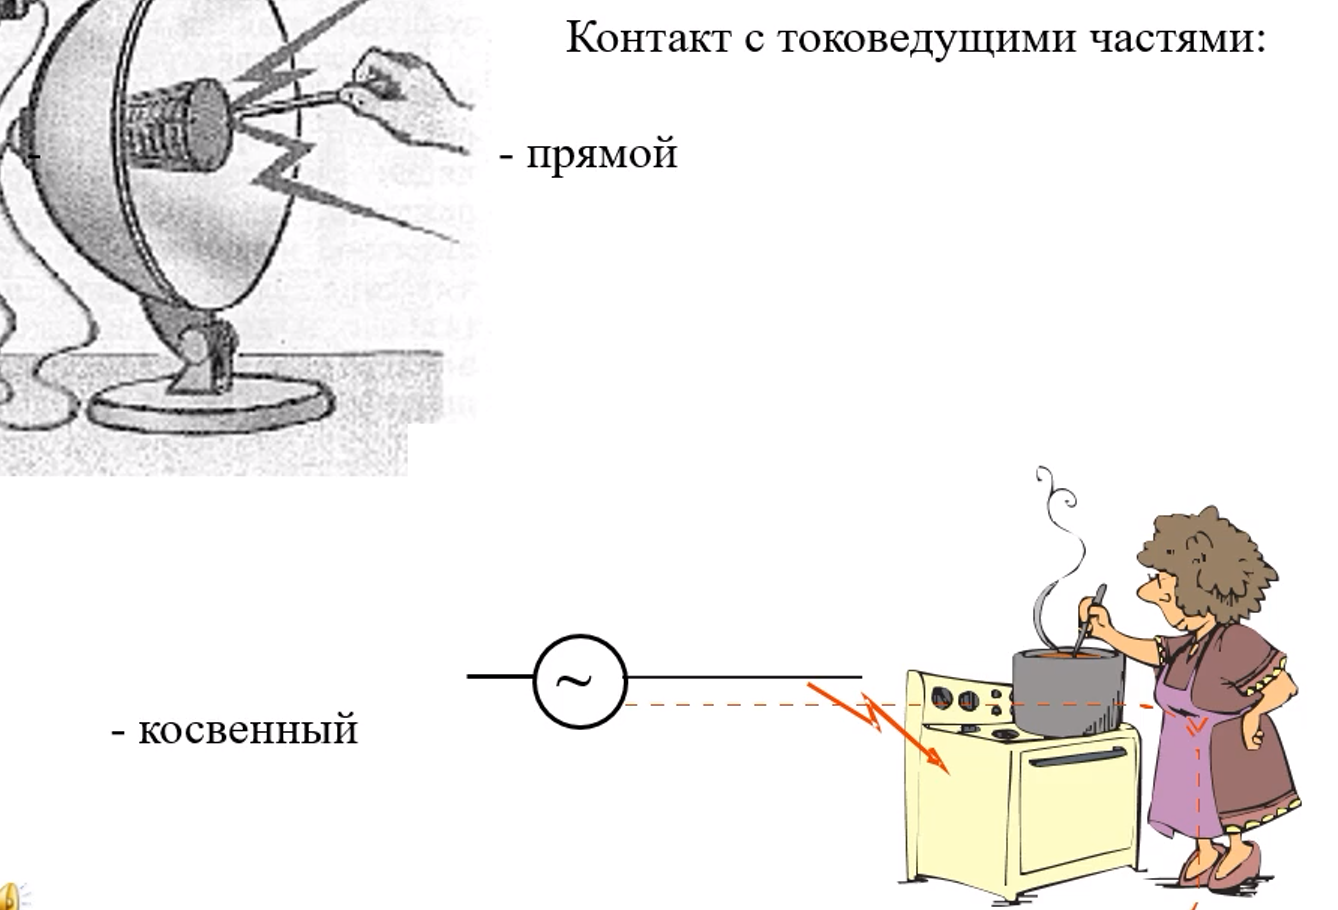 Контакт с токоведущими частями:
- прямой
~
- косвенный